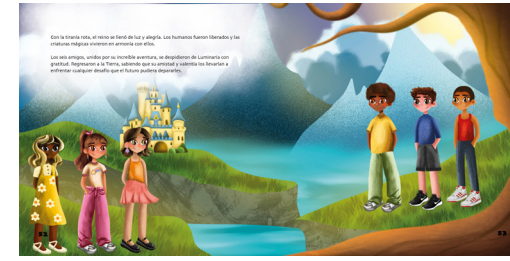 Con la tiranía rota, el reino se llenó de luz y alegría. Los humanos fueron liberados y las
criaturas mágicas vivieron en armonía con ellos.
Los seis amigos, unidos por su increíble aventura, se despidieron de Luminaria con
gratitud. Regresaron a la Tierra, sabiendo que su amistad y valentía los llevarían a
enfrentar cualquier desafío que el futuro pudiera depararles.
52
53